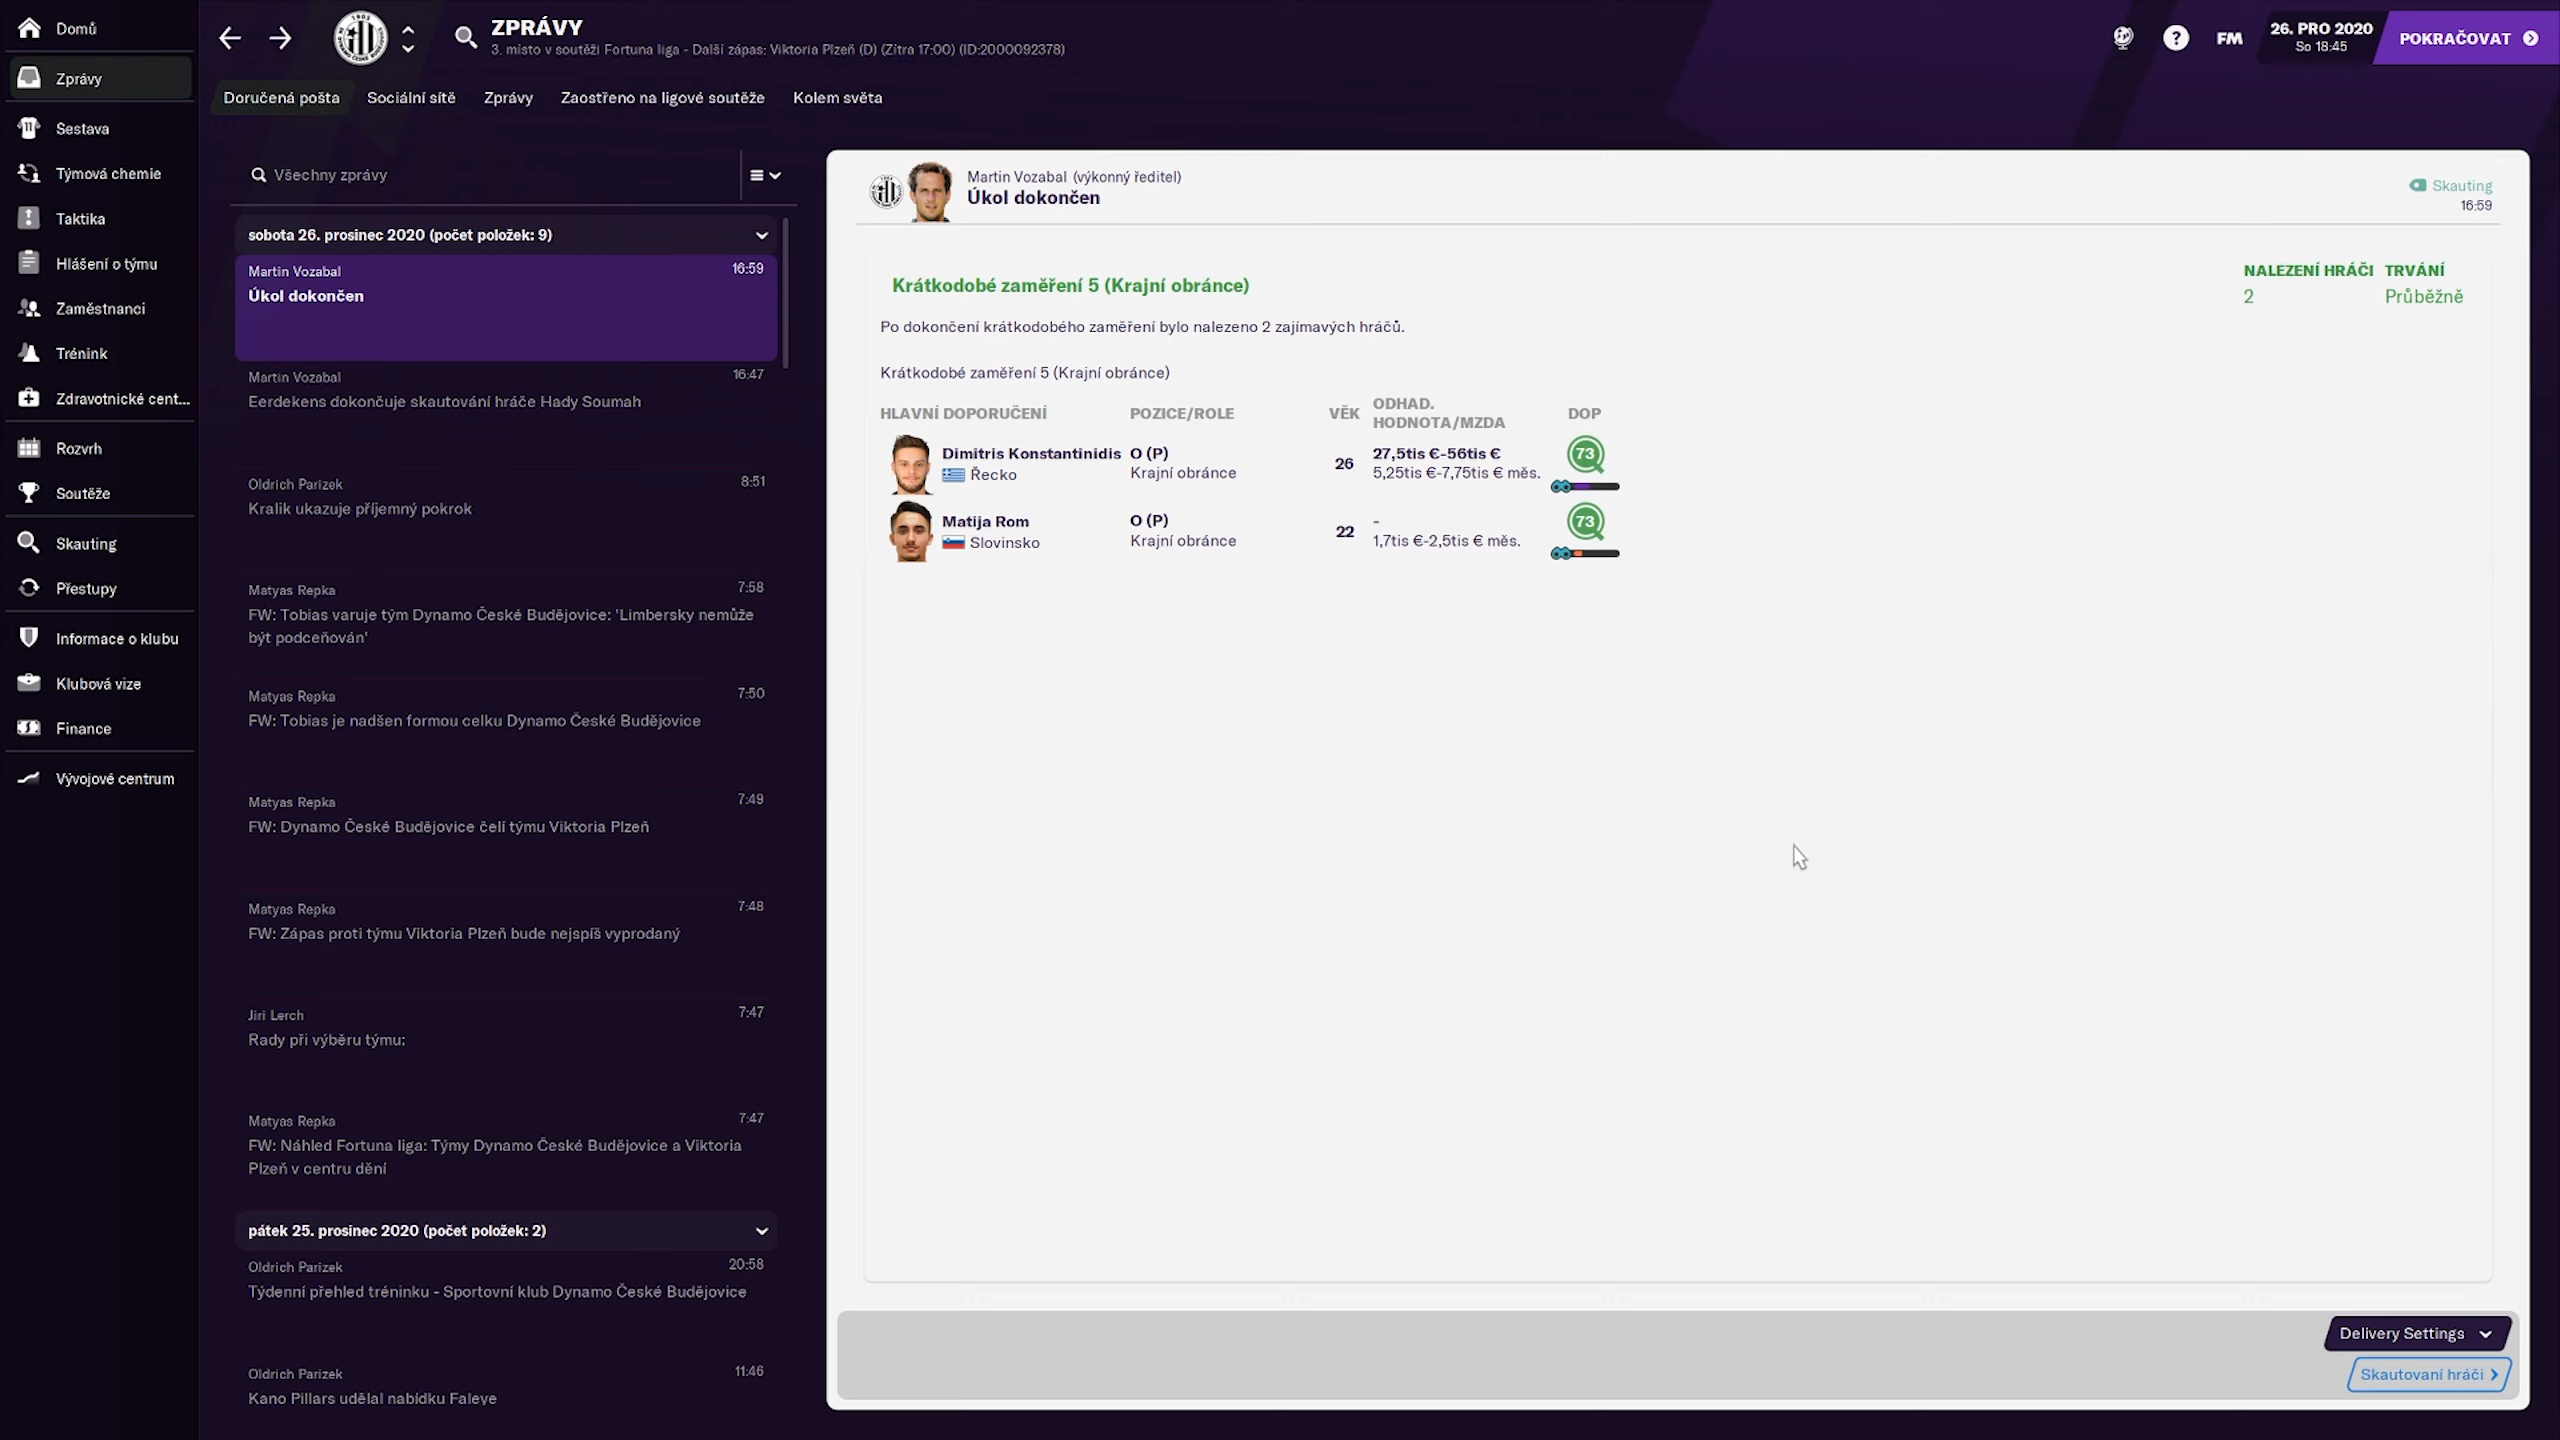 Domů
Zprávy
Sestava
Týmová chemie
Taktika
Hlášení o týmu
Zaměstnanci
Trénink
Zdravotnické cent...
Rozvrh
Soutěže
Skauting
Přestupy
Informace o klubu
Klubová vize
Finance
Vývojové centrum
ZPRÁVY
3. místo v soutěži Fortuna liga - Další zápas: Viktoria Plzeň (D) (Zítra 17:00) (ID:2000092378)
FM
26. PRO 2020
So 18:45
POKRAČOVAT
Doručená pošta
Sociální sítě
Zprávy
Zaostřeno na ligové soutěže
Kolem světa
Všechny zprávy
sobota 26. prosinec 2020 (počet položek: 9)
Martin Vozabal 16:59
Úkol dokončen
Martin Vozabal 16:47
Eerdekens dokončuje skautování hráče Hady Soumah
Oldrich Parizek 8:51
Kralik ukazuje příjemný pokrok
Matyas Repka 7:58
FW: Tobias varuje tým Dynamo České Budějovice: 'Limbersky nemůže
být podceňován'
Matyas Repka 7:50
FW: Tobias je nadšen formou celku Dynamo České Budějovice
Matyas Repka 7:49
FW: Dynamo České Budějovice čelí týmu Viktoria Plzeň
Matyas Repka 7:48
FW: Zápas proti týmu Viktoria Plzeň bude nejspíš vyprodaný
Jiri Lerch 7:47
Rady při výběru týmu:
Matyas Repka 7:47
FW: Náhled Fortuna liga: Týmy Dynamo České Budějovice a Viktoria
Plzeň v centru dění
pátek 25. prosinec 2020 (počet položek: 2)
Oldrich Parizek 20:58
Týdenní přehled tréninku - Sportovní klub Dynamo České Budějovice
Oldrich Parizek 11:46
Kano Pillars udělal nabídku Faleye
Martin Vozabal (výkonný ředitel)
Úkol dokončen
Skauting
16:59
Krátkodobé zaměření 5 (Krajní obránce)
NALEZENÍ HRÁČI TRVÁNÍ
2 Průběžně
Po dokončení krátkodobého zaměření bylo nalezeno 2 zajímavých hráčů.
Krátkodobé zaměření 5 (Krajní obránce)
HLAVNÍ DOPORUČENÍ POZICE/ROLE VĚK ODHAD. HODNOTA/MZDA DOP
Dimitris Konstantinidis O (P) 26 27,5tis €-56tis € 73
Řecko Krajní obránce 5,25tis €-7,75tis € měs.
Matija Rom O (P) 22 - 73
Slovinsko Krajní obránce 1,7tis €-2,5tis € měs.
Delivery Settings
Skautovaní hráči